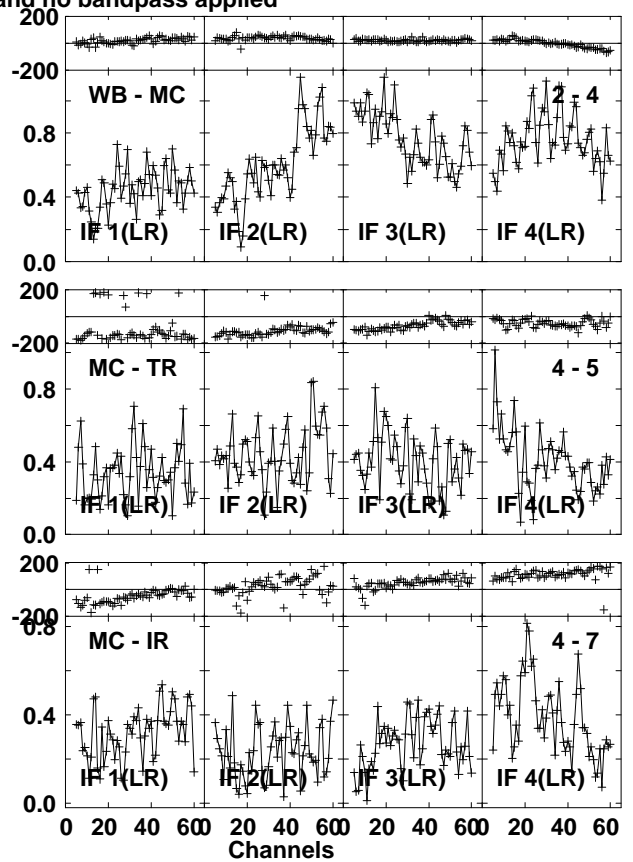 and no bandpass applied
200
-200
WB - MC
2 - 4
0.8
0.4
IF 1(LR)
IF 2(LR)
IF 3(LR)
IF 4(LR)
0.0
200
-200
MC - TR
4 - 5
0.8
0.4
IF 1(LR)
IF 2(LR)
IF 3(LR)
IF 4(LR)
0.0
200
-200
0.8
MC - IR
4 - 7
0.4
IF 1(LR)
IF 2(LR)
IF 3(LR)
IF 4(LR)
0.0
0 20 40 60 0 20 40 60 0 20 40 60 0 20 40 60
Channels